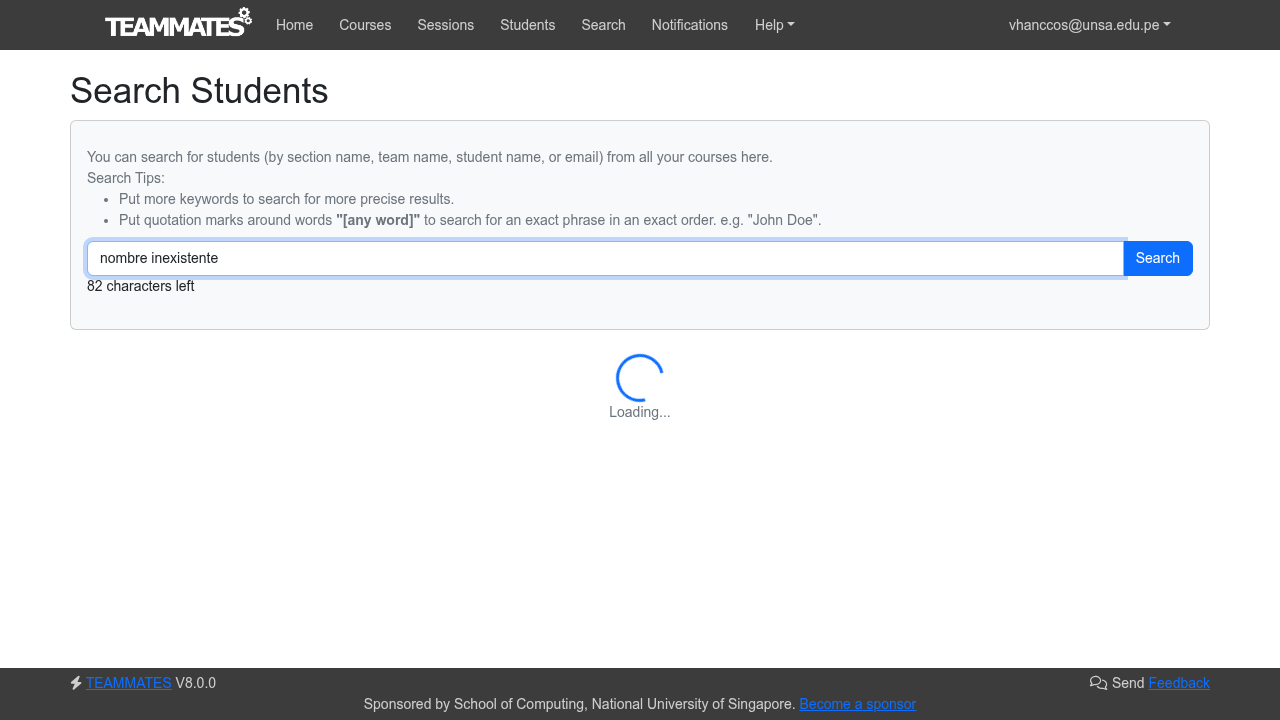 TEAMMATES Home Courses Sessions Students Search Notifications Help vhanccos@unsa.edu.pe
Search Students
You can search for students (by section name, team name, student name, or email) from all your courses here.
Search Tips:
• Put more keywords to search for more precise results.
• Put quotation marks around words "[any word]" to search for an exact phrase in an exact order. e.g. "John Doe".
nombre inexistente Search
82 characters left
Loading...
TEAMMATES V8.0.0 Send Feedback
Sponsored by School of Computing, National University of Singapore. Become a sponsor